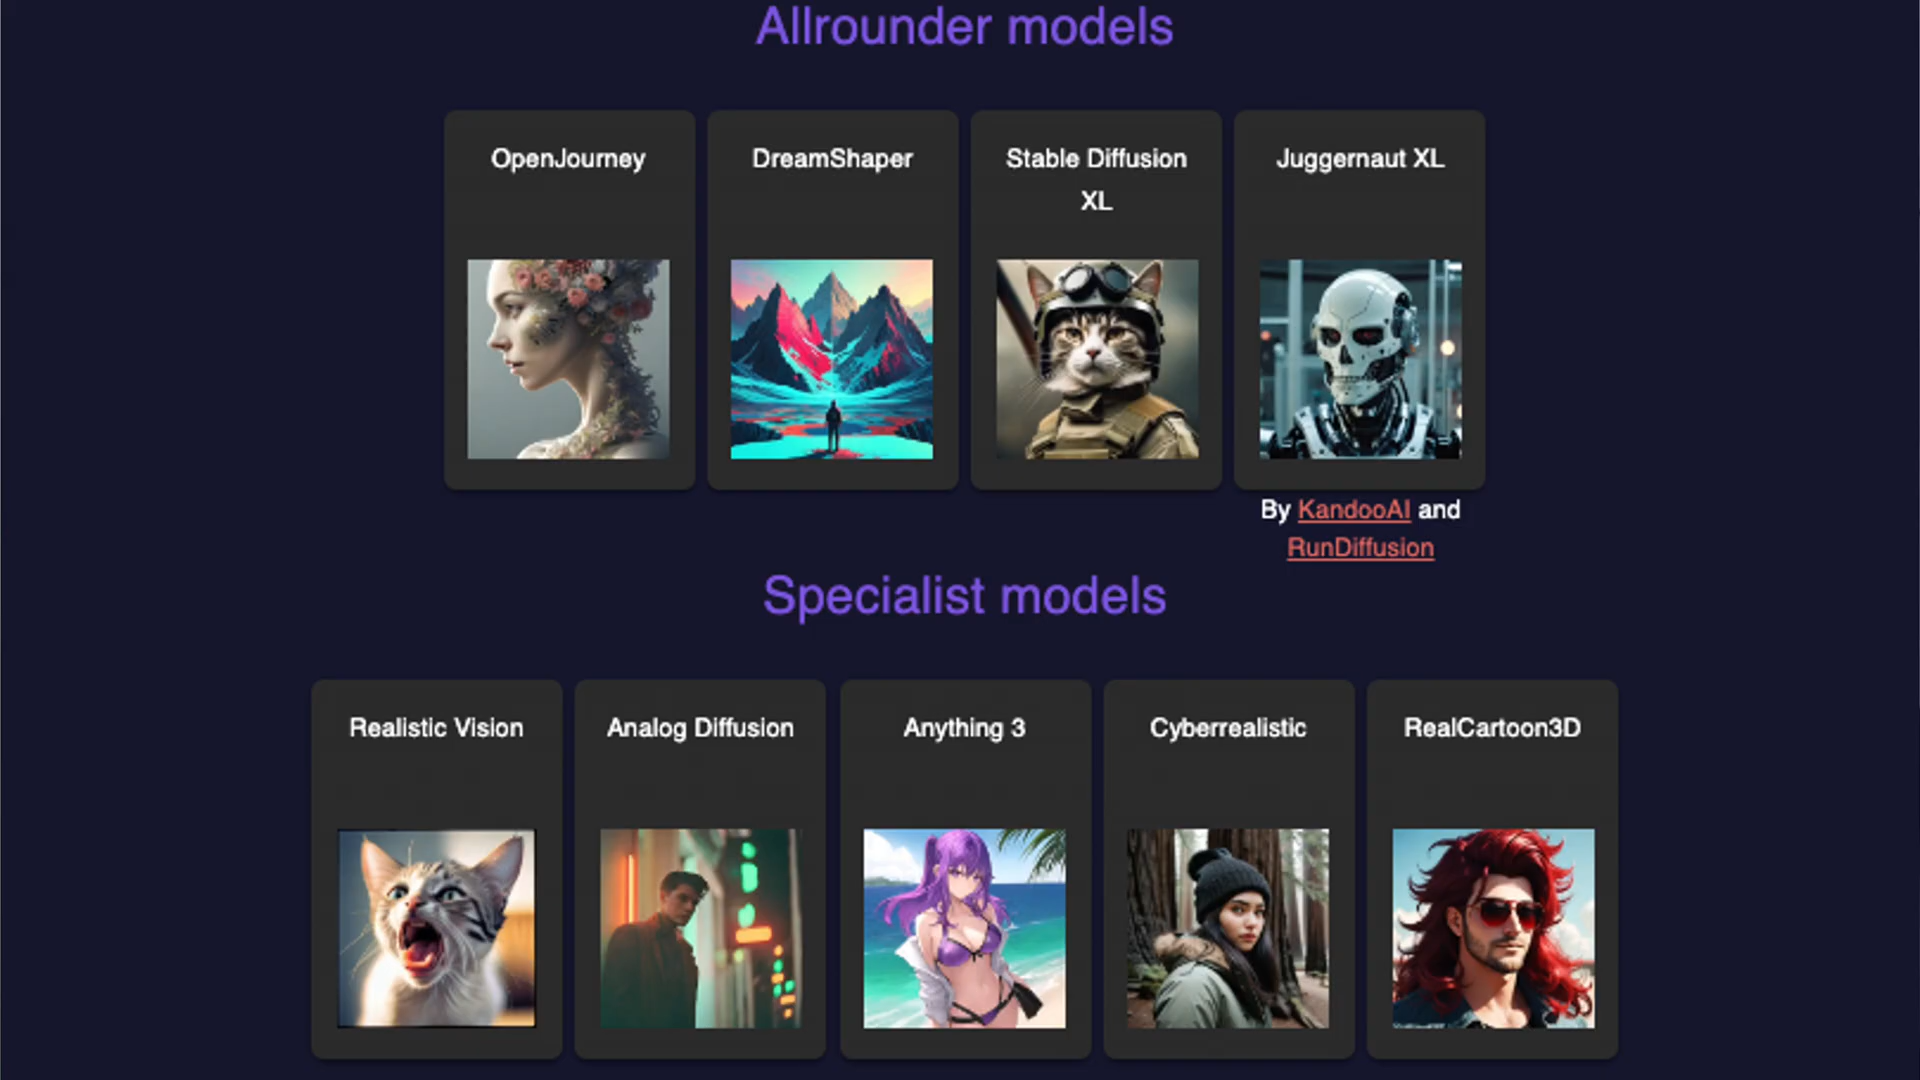 Allrounder models
OpenJourney
DreamShaper
Stable Diffusion
XL
Juggernaut XL
By KandooAI and
RunDiffusion
Specialist models
Realistic Vision
Analog Diffusion
Anything 3
Cyberrealistic
RealCartoon3D